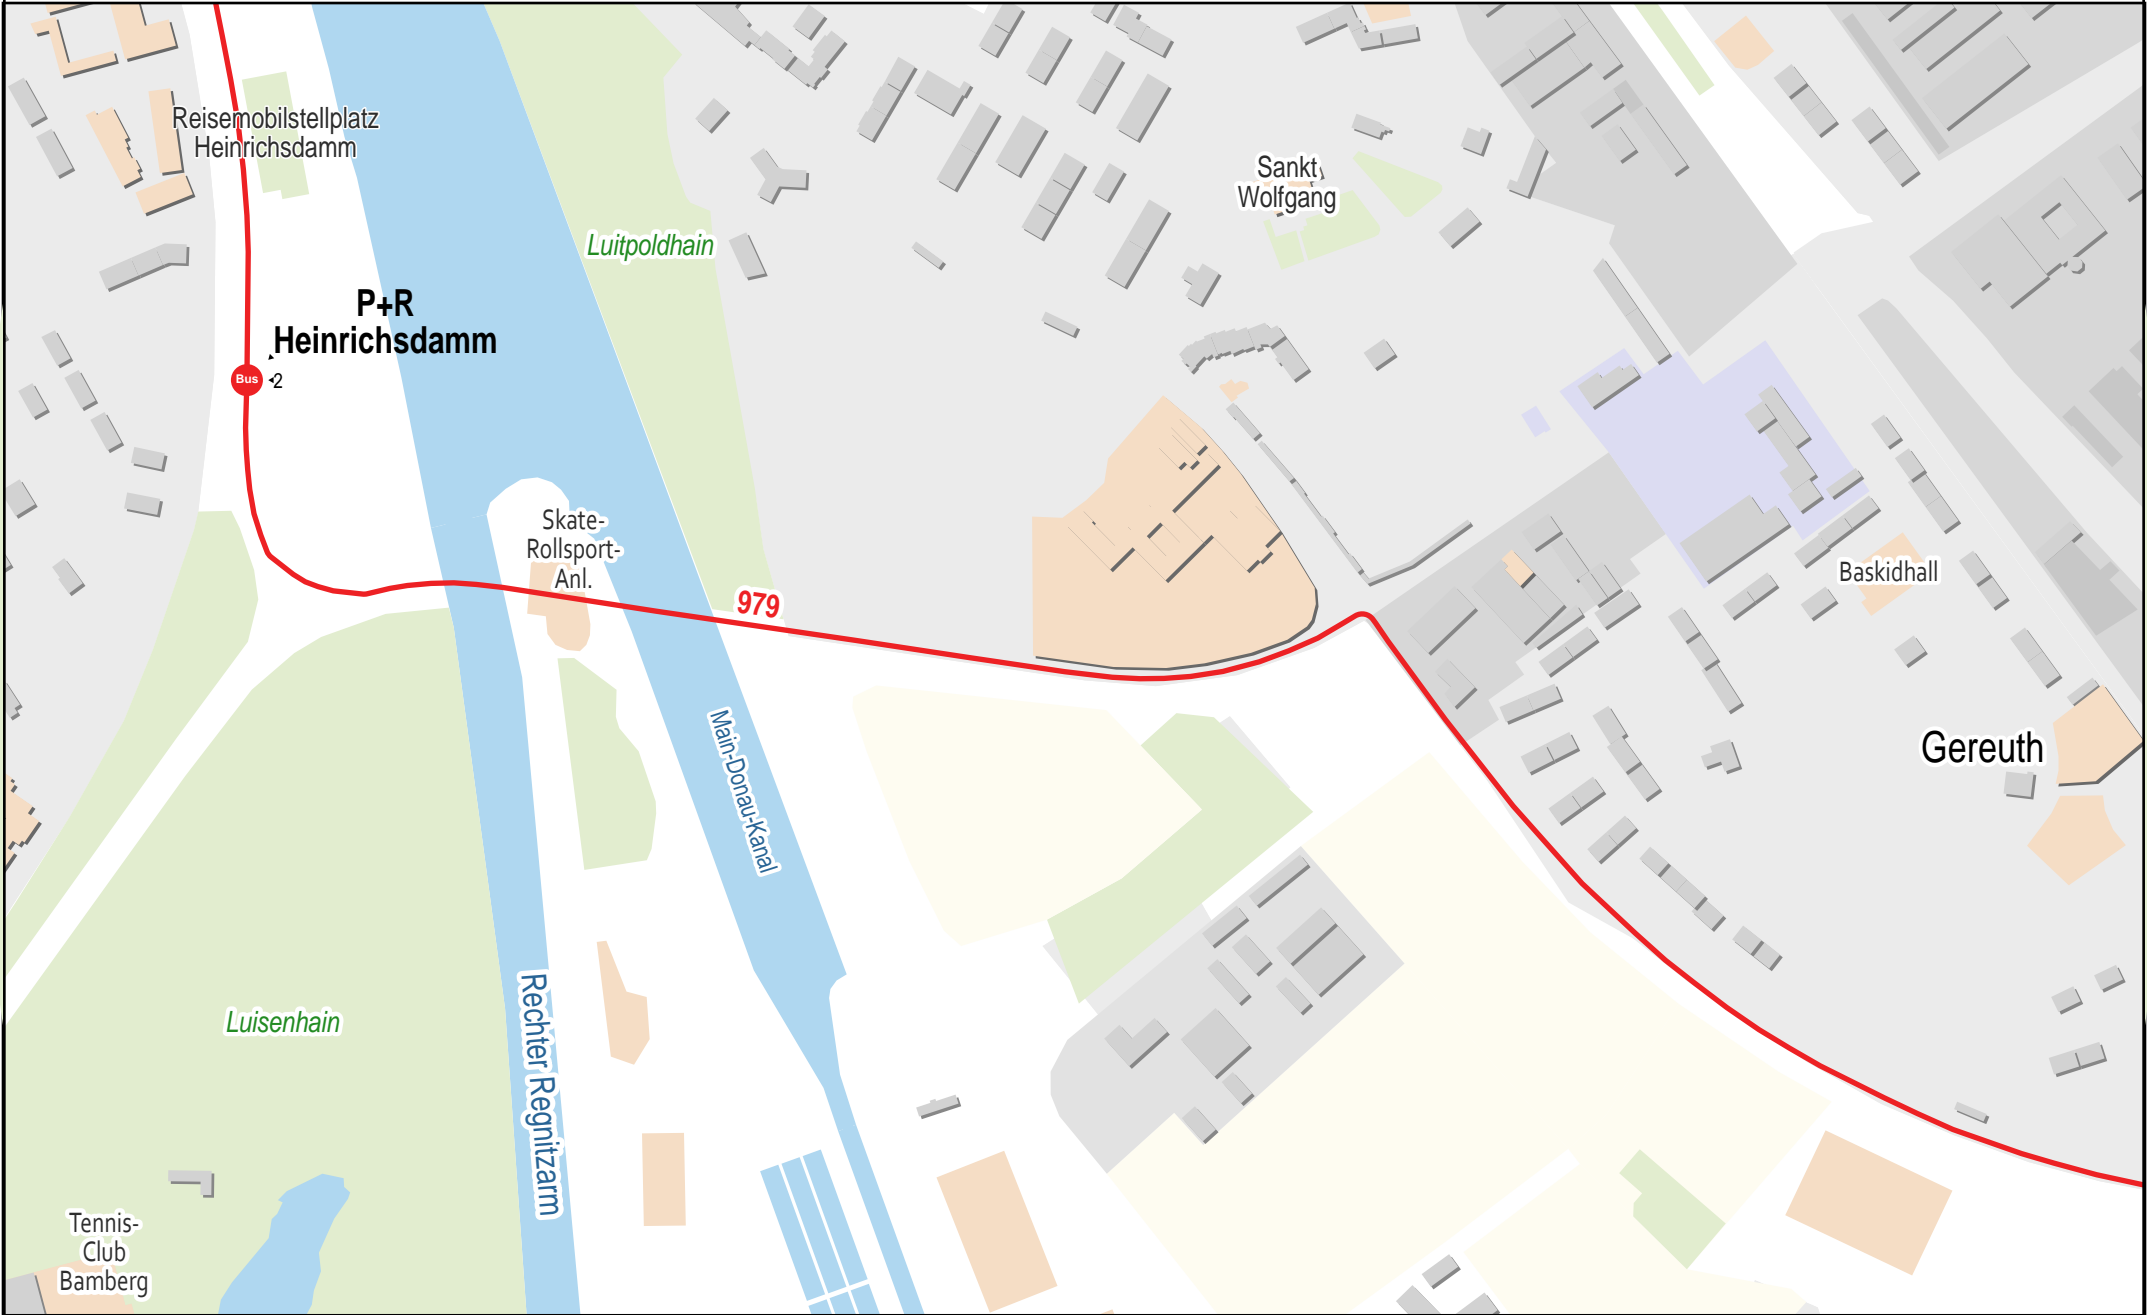 Reisemobilstellplatz
Heinrichsdamm
Sankt
Wolfgang
Luitpoldhain
P+R
Heinrichsdamm
Bus
2
Skate-
Rollsport-
Anl.
979
Baskidhall
Gereuth
Main-Donau-Kanal
Rechter Regnitzarm
Luisenhain
Tennis-
Club
Bamberg